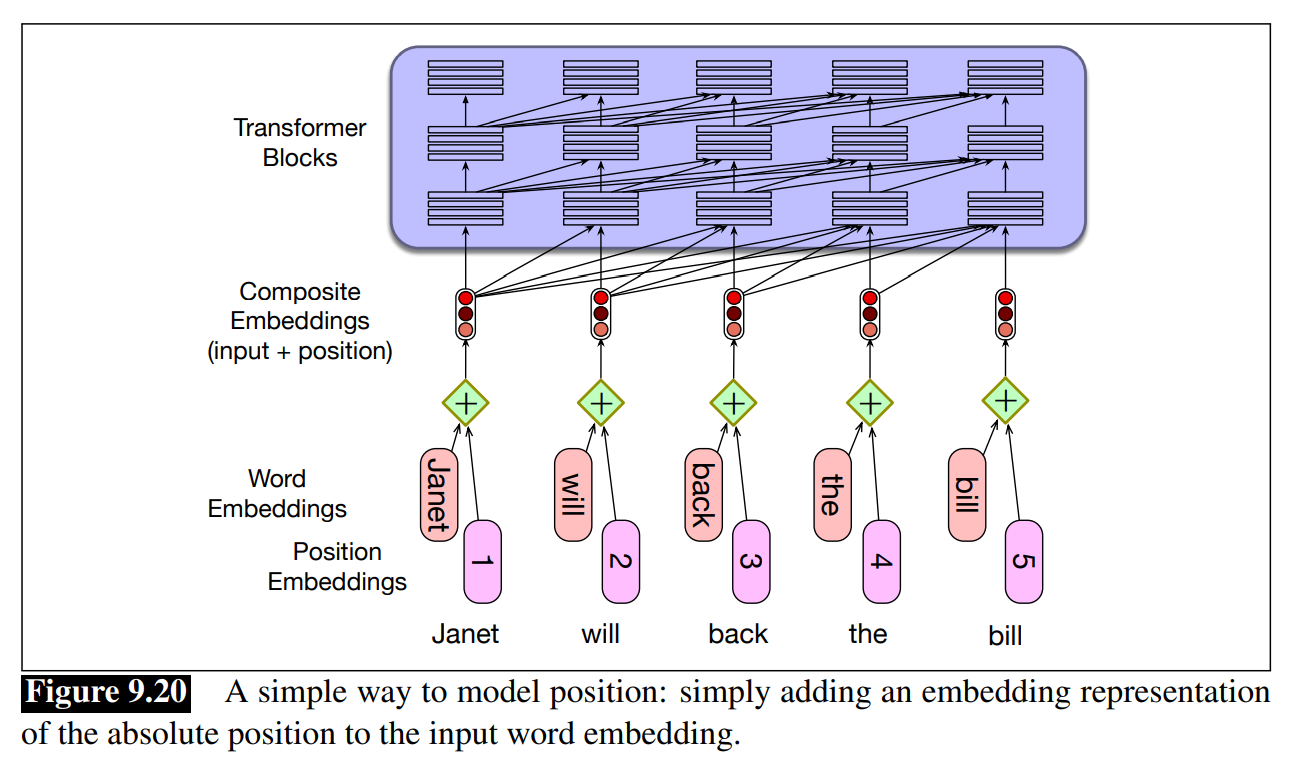 Transformer
Blocks
Composite
Embeddings
(input + position)
+ + + + +
Word
Embeddings
Janet will back the bill
Position
Embeddings
1 2 3 4 5
Janet will back the bill
Figure 9.20 A simple way to model position: simply adding an embedding representation
of the absolute position to the input word embedding.